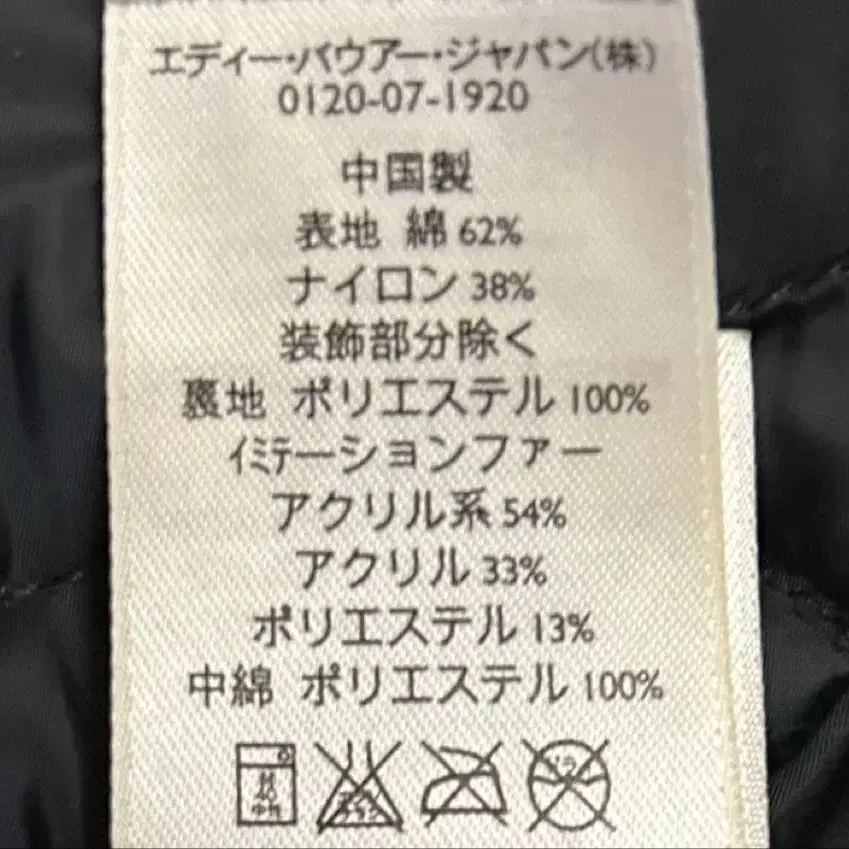 エディー・バウアー・ジャパン(株)
0120-07-1920
中国製
表地 綿 62%
ナイロン 38%
装飾部分除く
裏地 ポリエステル 100%
イミテーションファー
アクリル系 54%
アクリル 33%
ポリエステル 13%
中綿 ポリエステル 100%